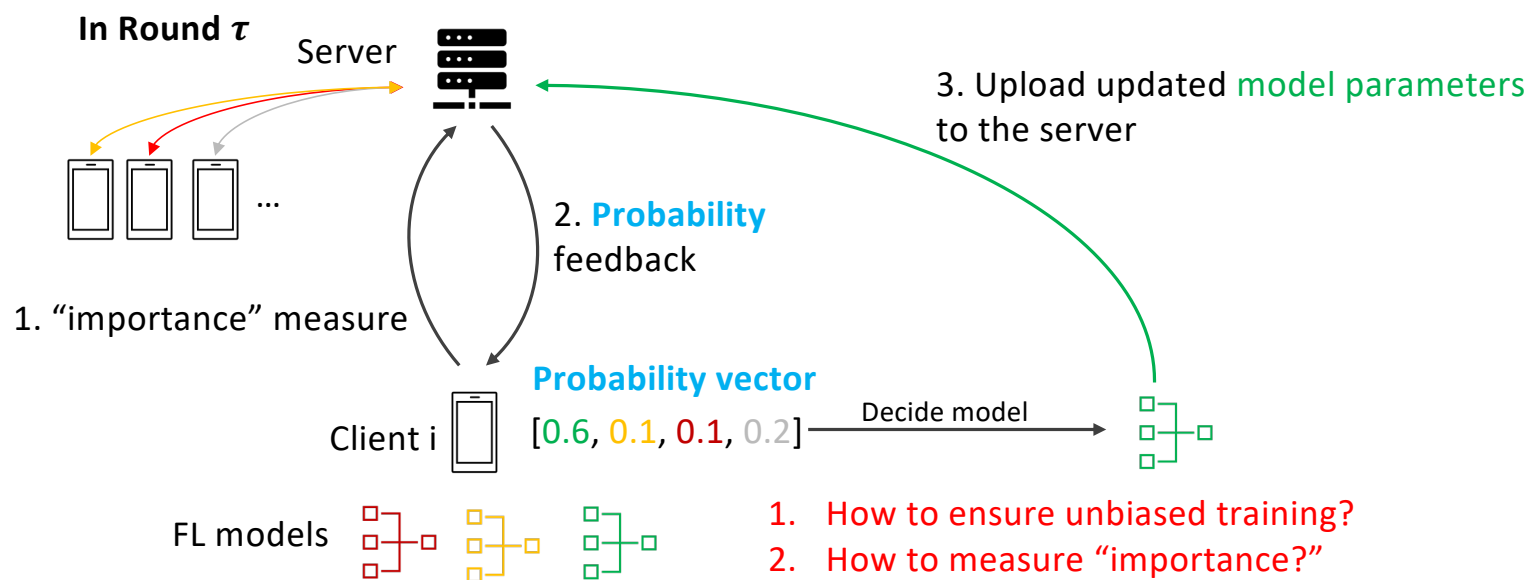 In Round τ
Server
3. Upload updated model parameters
to the server
...
2. Probability
feedback
1. “importance” measure
Probability vector
Client i
[0.6, 0.1, 0.1, 0.2]
Decide model
FL models
1. How to ensure unbiased training?
2. How to measure “importance?”